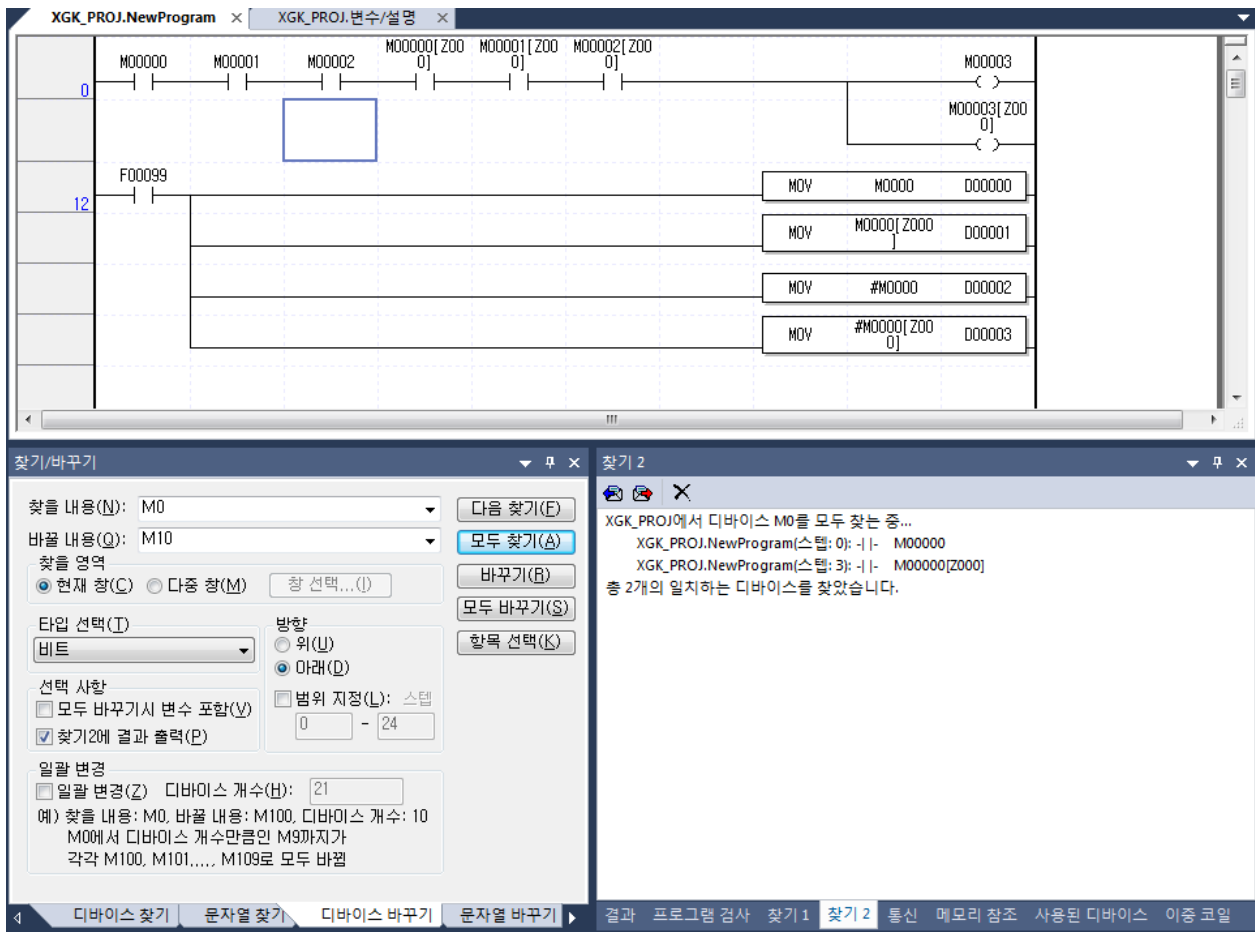 XGK_PROJ.NewProgram ×
XGK_PROJ.변수/설명 ×
M00000 M00001 M00002 M00000[Z000] M00001[Z000] M00002[Z000] M00003
0
M00003[Z000]
F00099
12
MOV M0000 D00000
MOV M0000[Z000] D00001
MOV #M0000 D00002
MOV #M0000[Z000] D00003
찾기/바꾸기
찾을 내용(N): M0
다음 찾기(F)
바꿀 내용(Q): M10
모두 찾기(A)
찾을 영역
현재 창(C) 다중 창(M) 창 선택...(I)
바꾸기(R)
모두 바꾸기(S)
타입 선택(T)
비트
방향
위(U)
아래(D)
항목 선택(K)
선택 사항
모두 바꾸기시 변수 포함(V)
찾기2에 결과 출력(P)
범위 지정(L): 스텝
0 - 24
일괄 변경
일괄 변경(Z) 디바이스 개수(H): 21
예) 찾을 내용: M0, 바꿀 내용: M100, 디바이스 개수: 10
M0에서 디바이스 개수만큼인 M9까지가
각각 M100, M101,..., M109로 모두 바뀜
디바이스 찾기 문자열 찾기 디바이스 바꾸기 문자열 바꾸기
찾기 2
XGK_PROJ에서 디바이스 M0를 모두 찾는 중...
XGK_PROJ.NewProgram(스텝: 0): -| |- M00000
XGK_PROJ.NewProgram(스텝: 3): -| |- M00000[Z000]
총 2개의 일치하는 디바이스를 찾았습니다.
결과 프로그램 검사 찾기 1 찾기 2 통신 메모리 참조 사용된 디바이스 이중 코일